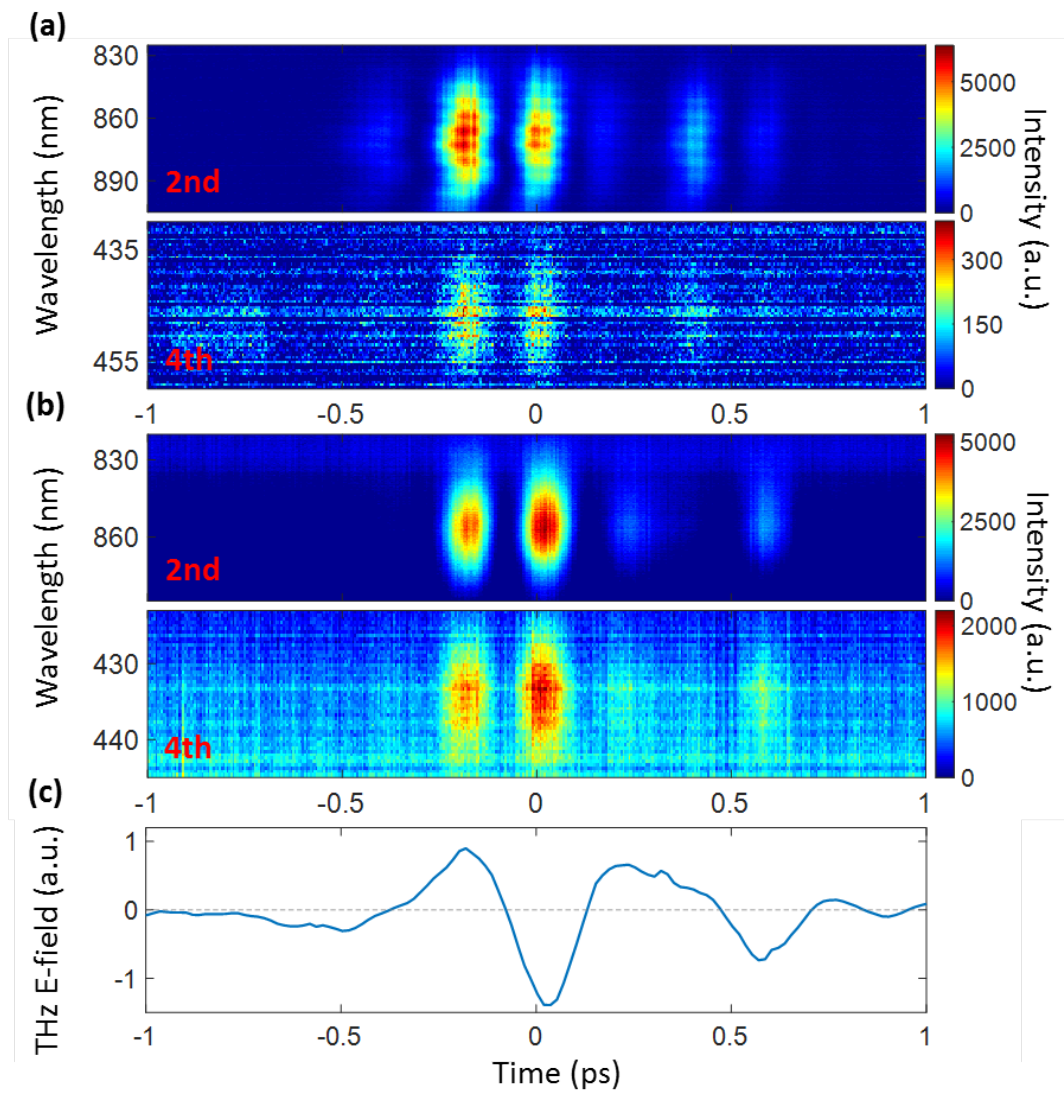 (a)
830
860
890
2nd
5000
2500
0
Wavelength (nm)
Intensity (a.u.)
435
455
4th
300
150
0
-1 -0.5 0 0.5 1
(b)
830
860
2nd
5000
2500
0
Wavelength (nm)
Intensity (a.u.)
430
440
4th
2000
1000
0
Wavelength (nm)
-1 -0.5 0 0.5 1
(c)
1
0
-1
THz E-field (a.u.)
-1 -0.5 0 0.5 1
Time (ps)